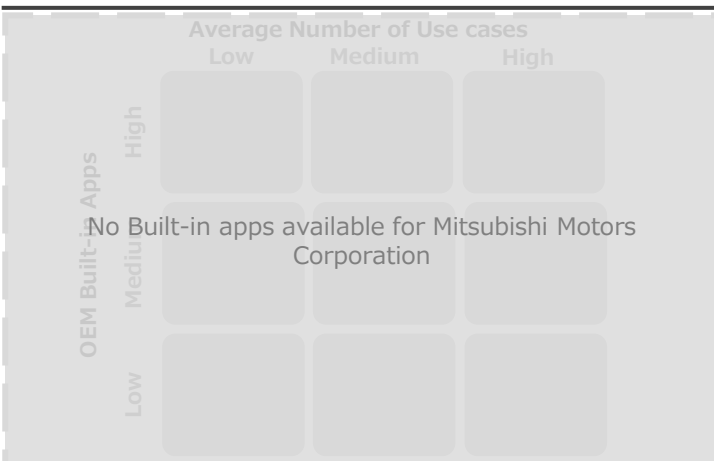 Average Number of Use cases
Low Medium High
High
OEM Built-in Apps
No Built-in apps available for Mitsubishi Motors
Corporation
Medium
Low